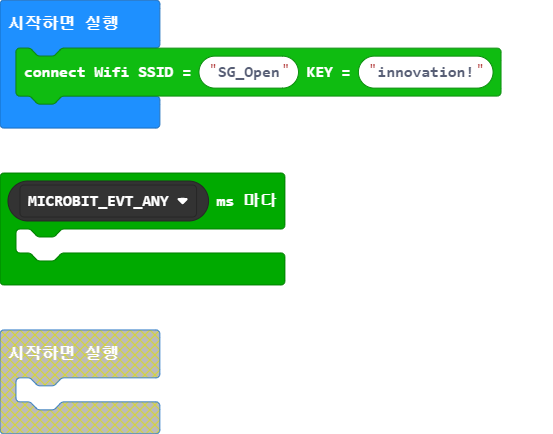 시작하면 실행
connect Wifi SSID = "SG_Open" KEY = "innovation!"
MICROBIT_EVT_ANY ms 마다
시작하면 실행